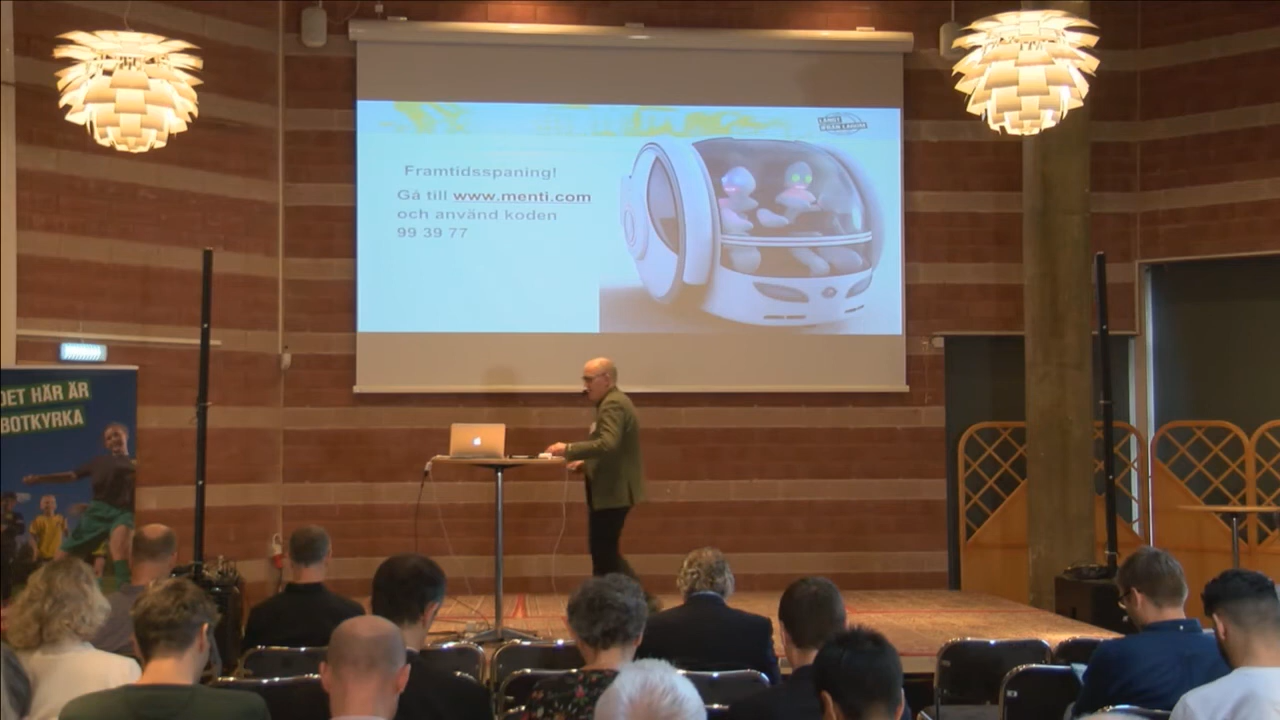 Framtidsspaning!
Gå till www.menti.com
och använd koden
99 39 77
DET HÄR ÄR
BOTKYRKA